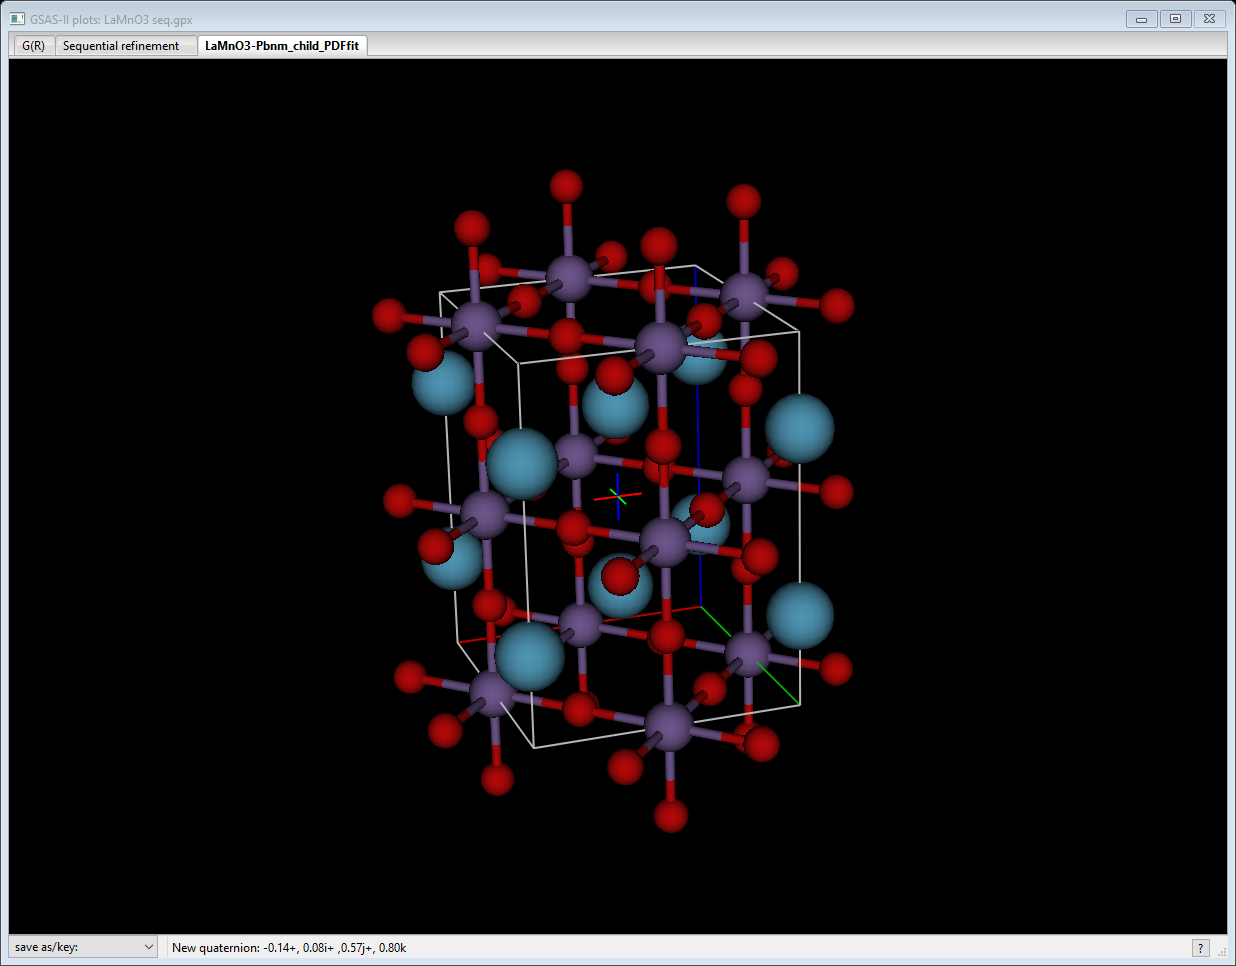 GSAS-II plots: LaMnO3 seq.gpx
G(R) Sequential refinement LaMnO3-Pbnm_child_PDFfit
save as/key: New quaternion: -0.14+, 0.08i+ ,0.57j+, 0.80k ?